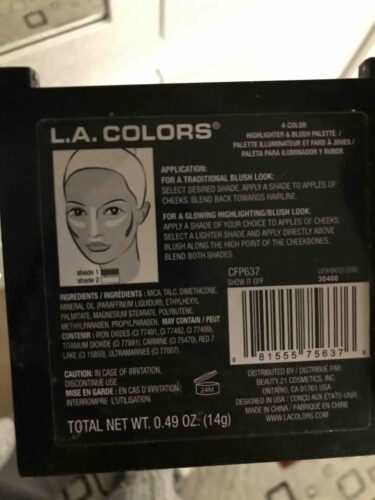 L.A. COLORS®
4-COLOR
HIGHLIGHTER & BLUSH PALETTE /
PALETTE ILLUMINATEUR ET FARD À JOUES /
PALETA PARA ILUMINADOR Y RUBOR
APPLICATION:
FOR A TRADITIONAL BLUSH LOOK:
SELECT DESIRED SHADE. APPLY A SHADE TO APPLES OF
CHEEKS. BLEND BACK TOWARDS HAIRLINE.
FOR A GLOWING HIGHLIGHTING/BLUSH LOOK:
APPLY A SHADE OF YOUR CHOICE TO APPLES OF CHEEKS.
SELECT A LIGHTER SHADE AND APPLY DIRECTLY ABOVE
BLUSH ALONG THE HIGH POINT OF THE CHEEKBONES.
BLEND BOTH SHADES.
shade 1
shade 2
CFP637
SHOW IT OFF
LOT#/BATCH CODE:
30460
INGREDIENTS / INGRÉDIENTS : MICA, TALC, DIMETHICONE,
MINERAL OIL (PARAFFINUM LIQUIDUM), ETHYLHEXYL
PALMITATE, MAGNESIUM STEARATE, POLYBUTENE,
METHYLPARABEN, PROPYLPARABEN. MAY CONTAIN / PEUT
CONTENIR : IRON OXIDES (CI 77491, CI 77492, CI 77499),
TITANIUM DIOXIDE (CI 77891), CARMINE (CI 75470), RED 7
LAKE (CI 15850), ULTRAMARINES (CI 77007).
0 81555 75637 6
CAUTION: IN CASE OF IRRITATION,
DISCONTINUE USE.
MISE EN GARDE : EN CAS D'IRRITATION,
INTERROMPRE L'UTILISATION.
24M
DISTRIBUTED BY / DISTRIBUÉ PAR
BEAUTY 21 COSMETICS, INC.
ONTARIO, CA 91761 USA
DESIGNED IN USA / CONÇU AUX ÉTATS-UNIS
MADE IN CHINA / FABRIQUÉ EN CHINE
WWW.LACOLORS.COM
TOTAL NET WT. 0.49 OZ. (14g)